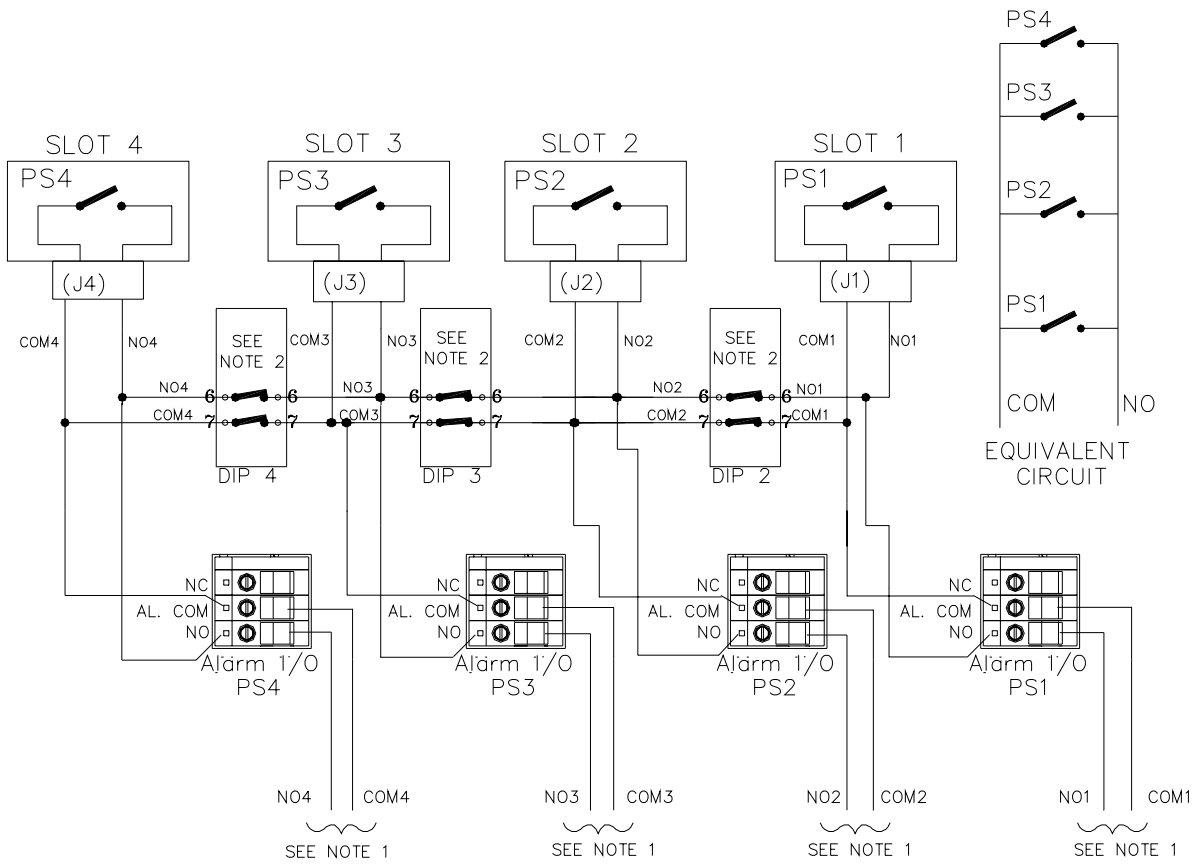 PS4
PS3
PS2
PS1
COM
NO
EQUIVALENT
CIRCUIT
SLOT 4
SLOT 3
SLOT 2
SLOT 1
PS4
PS3
PS2
PS1
(J4)
(J3)
(J2)
(J1)
COM4
NO4
SEE
NOTE 2
COM3
NO3
SEE
NOTE 2
COM2
NO2
SEE
NOTE 2
COM1
NO1
NO4
6
6
NO3
6
6
NO2
6
6
NO1
COM4
7
7
COM3
7
7
COM2
7
7
COM1
DIP 4
DIP 3
DIP 2
NC
AL. COM
NO
NC
AL. COM
NO
NC
AL. COM
NO
NC
AL. COM
NO
Alarm 1/O
PS4
Alarm 1/O
PS3
Alarm 1/O
PS2
Alarm 1/O
PS1
NO4
COM4
NO3
COM3
NO2
COM2
NO1
COM1
SEE NOTE 1
SEE NOTE 1
SEE NOTE 1
SEE NOTE 1